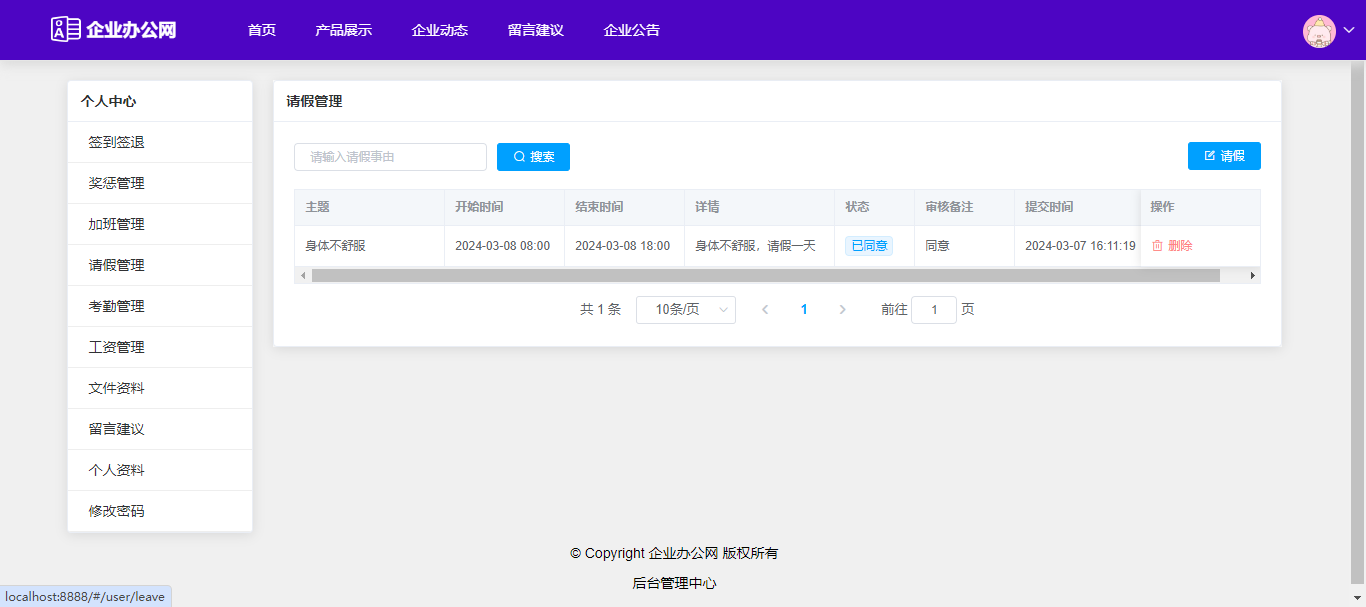 OA 企业办公网 首页 产品展示 企业动态 留言建议 企业公告
个人中心
签到签退
奖惩管理
加班管理
请假管理
考勤管理
工资管理
文件资料
留言建议
个人资料
修改密码
请假管理
请输入请假事由 搜索 请假
主题 开始时间 结束时间 详情 状态 审核备注 提交时间 操作
身体不舒服 2024-03-08 08:00 2024-03-08 18:00 身体不舒服，请假一天 已同意 同意 2024-03-07 16:11:19 删除
共 1 条 10条/页 1 前往 1 页
© Copyright 企业办公网 版权所有
后台管理中心
localhost:8888/#/user/leave